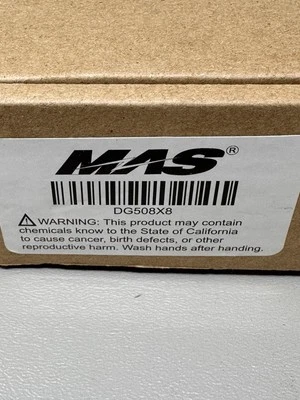 MAS®
DG508X8
⚠ WARNING: This product may contain
chemicals know to the State of California
to cause cancer, birth defects, or other
reproductive harm. Wash hands after handing.